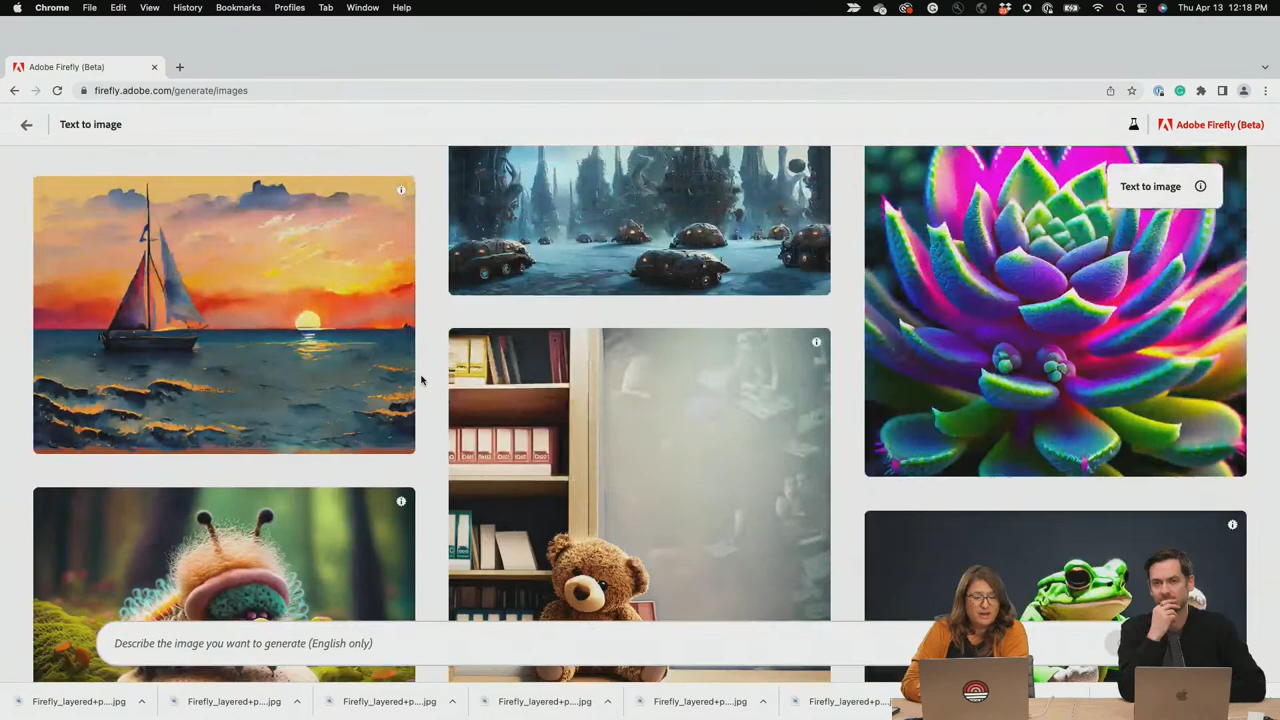 Chrome File Edit View History Bookmarks Profiles Tab Window Help Thu Apr 13 12:18 PM
Adobe Firefly (Beta)
firefly.adobe.com/generate/images
Text to image Adobe Firefly (Beta)
Text to image
Describe the image you want to generate (English only)
Firefly_layered+p....jpg Firefly_layered+p....jpg Firefly_layered+p....jpg Firefly_layered+p....jpg Firefly_layered+p....jpg Firefly_layered+p....jp